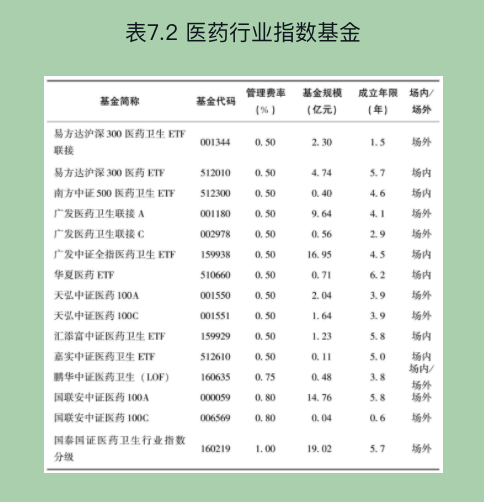 表7.2 医药行业指数基金
基金简称 基金代码 管理费率(%) 基金规模(亿元) 成立年限(年) 场内/场外
易方达沪深300医药卫生ETF联接 001344 0.50 2.30 1.5 场外
易方达沪深300医药ETF 512010 0.50 4.74 5.7 场内
南方中证500医药卫生ETF 512300 0.50 0.40 4.6 场内
广发医药卫生联接A 001180 0.50 9.64 4.1 场外
广发医药卫生联接C 002978 0.50 0.56 2.9 场外
广发中证全指医药卫生ETF 159938 0.50 16.95 4.5 场内
华夏医药ETF 510660 0.50 0.71 6.2 场内
天弘中证医药100A 001550 0.50 2.04 3.9 场外
天弘中证医药100C 001551 0.50 1.64 3.9 场外
汇添富中证医药卫生ETF 159929 0.50 1.23 5.8 场内
嘉实中证医药卫生ETF 512610 0.50 0.11 5.0 场内
鹏华中证医药卫生(LOF) 160635 0.75 0.48 3.8 场内/场外
国联安中证医药100A 000059 0.80 14.76 5.8 场外
国联安中证医药100C 006569 0.80 0.04 0.6 场外
国泰国证医药卫生行业指数分级 160219 1.00 19.02 5.7 场外